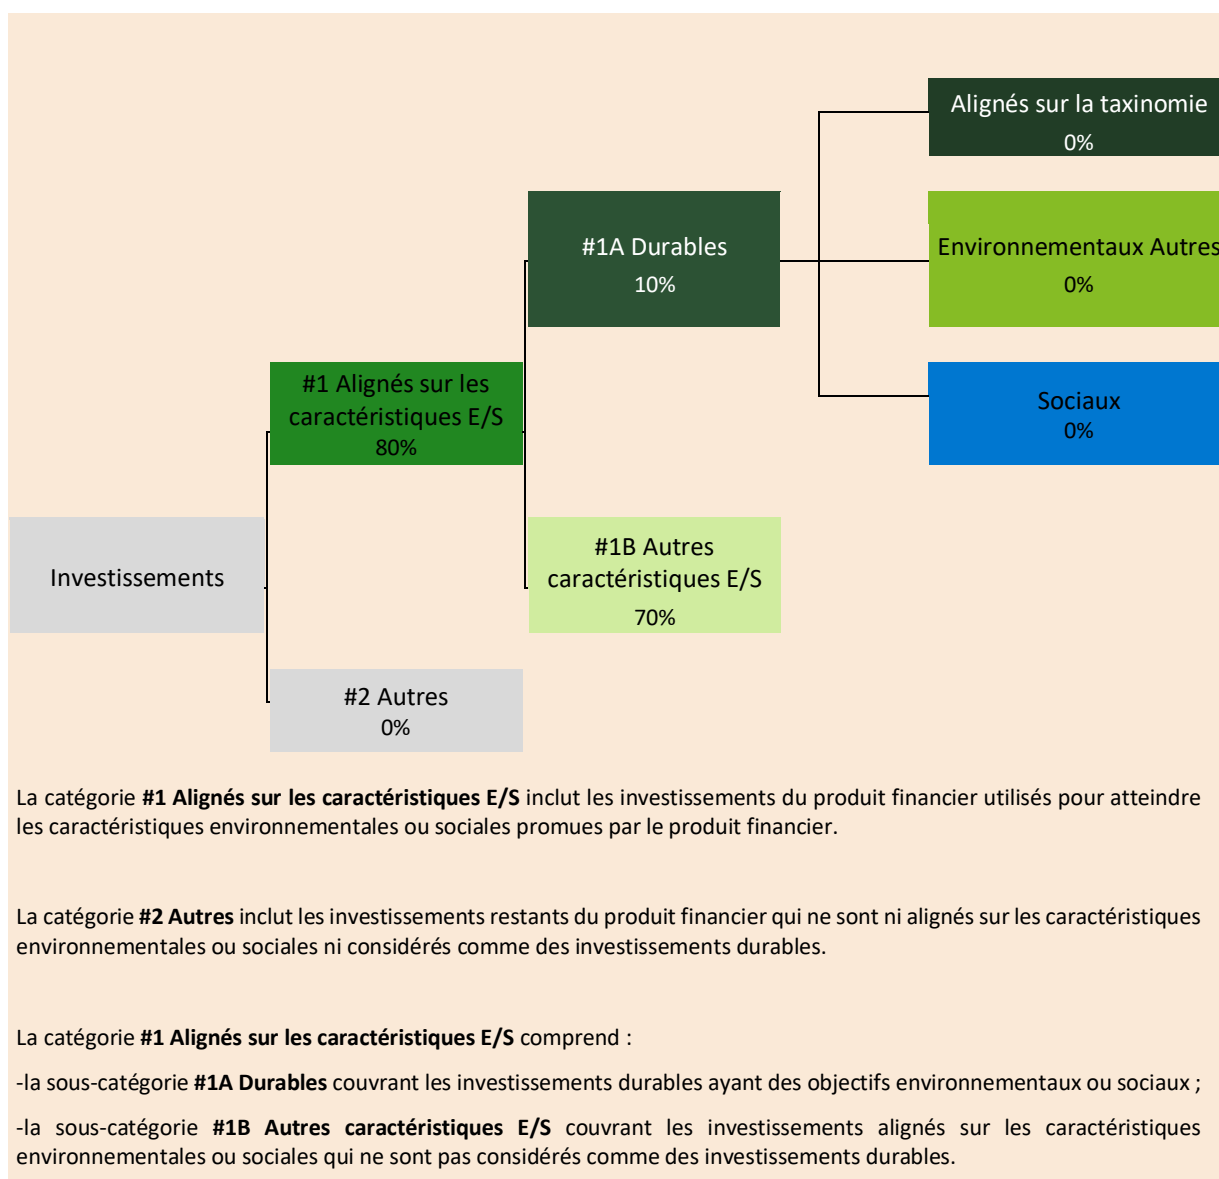 Alignés sur la taxinomie
0%
#1A Durables
10%
Environnementaux Autres
0%
#1 Alignés sur les
caractéristiques E/S
80%
Sociaux
0%
Investissements
#1B Autres
caractéristiques E/S
70%
#2 Autres
0%
La catégorie #1 Alignés sur les caractéristiques E/S inclut les investissements du produit financier utilisés pour atteindre
les caractéristiques environnementales ou sociales promues par le produit financier.
La catégorie #2 Autres inclut les investissements restants du produit financier qui ne sont ni alignés sur les caractéristiques
environnementales ou sociales ni considérés comme des investissements durables.
La catégorie #1 Alignés sur les caractéristiques E/S comprend :
-la sous-catégorie #1A Durables couvrant les investissements durables ayant des objectifs environnementaux ou sociaux ;
-la sous-catégorie #1B Autres caractéristiques E/S couvrant les investissements alignés sur les caractéristiques
environnementales ou sociales qui ne sont pas considérés comme des investissements durables.